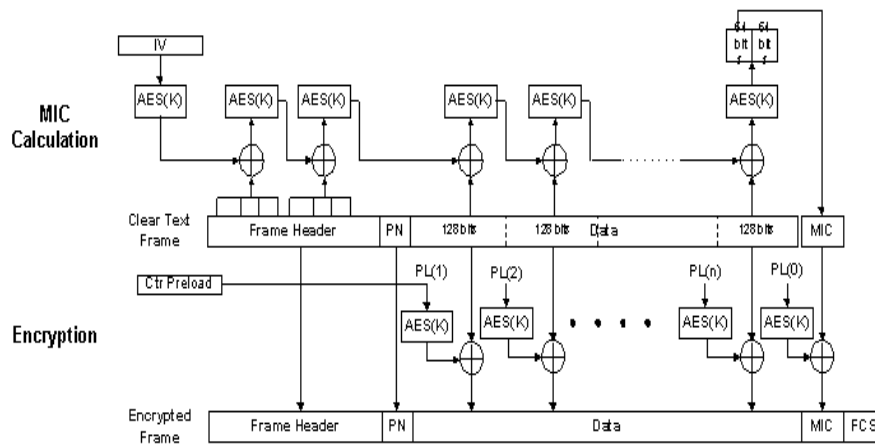 64 bits 64 bits
IV
AES(K) AES(K) AES(K) AES(K) AES(K) AES(K)
MIC
Calculation
Clear Text
Frame
Frame Header PN 128 bits 128 bits Data 128 bits MIC
PL(1) PL(2) PL(n) PL(0)
Ctr Preload
AES(K) AES(K) AES(K) AES(K)
Encryption
Encrypted
Frame
Frame Header PN Data MIC FCS